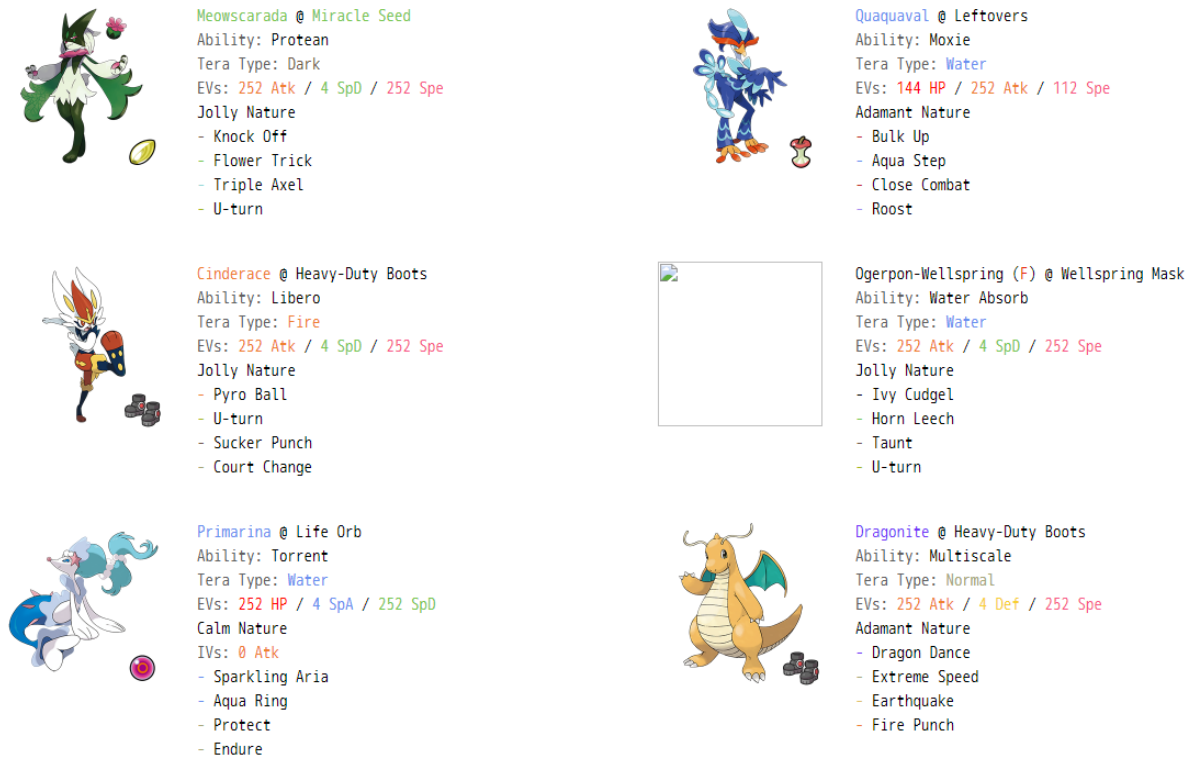 Meowscarada @ Miracle Seed
Ability: Protean
Tera Type: Dark
EVs: 252 Atk / 4 SpD / 252 Spe
Jolly Nature
- Knock Off
- Flower Trick
- Triple Axel
- U-turn
Quaquaval @ Leftovers
Ability: Moxie
Tera Type: Water
EVs: 144 HP / 252 Atk / 112 Spe
Adamant Nature
- Bulk Up
- Aqua Step
- Close Combat
- Roost
Cinderace @ Heavy-Duty Boots
Ability: Libero
Tera Type: Fire
EVs: 252 Atk / 4 SpD / 252 Spe
Jolly Nature
- Pyro Ball
- U-turn
- Sucker Punch
- Court Change
Ogerpon-Wellspring (F) @ Wellspring Mask
Ability: Water Absorb
Tera Type: Water
EVs: 252 Atk / 4 SpD / 252 Spe
Jolly Nature
- Ivy Cudgel
- Horn Leech
- Taunt
- U-turn
Primarina @ Life Orb
Ability: Torrent
Tera Type: Water
EVs: 252 HP / 4 SpA / 252 SpD
Calm Nature
IVs: 0 Atk
- Sparkling Aria
- Aqua Ring
- Protect
- Endure
Dragonite @ Heavy-Duty Boots
Ability: Multiscale
Tera Type: Normal
EVs: 252 Atk / 4 Def / 252 Spe
Adamant Nature
- Dragon Dance
- Extreme Speed
- Earthquake
- Fire Punch